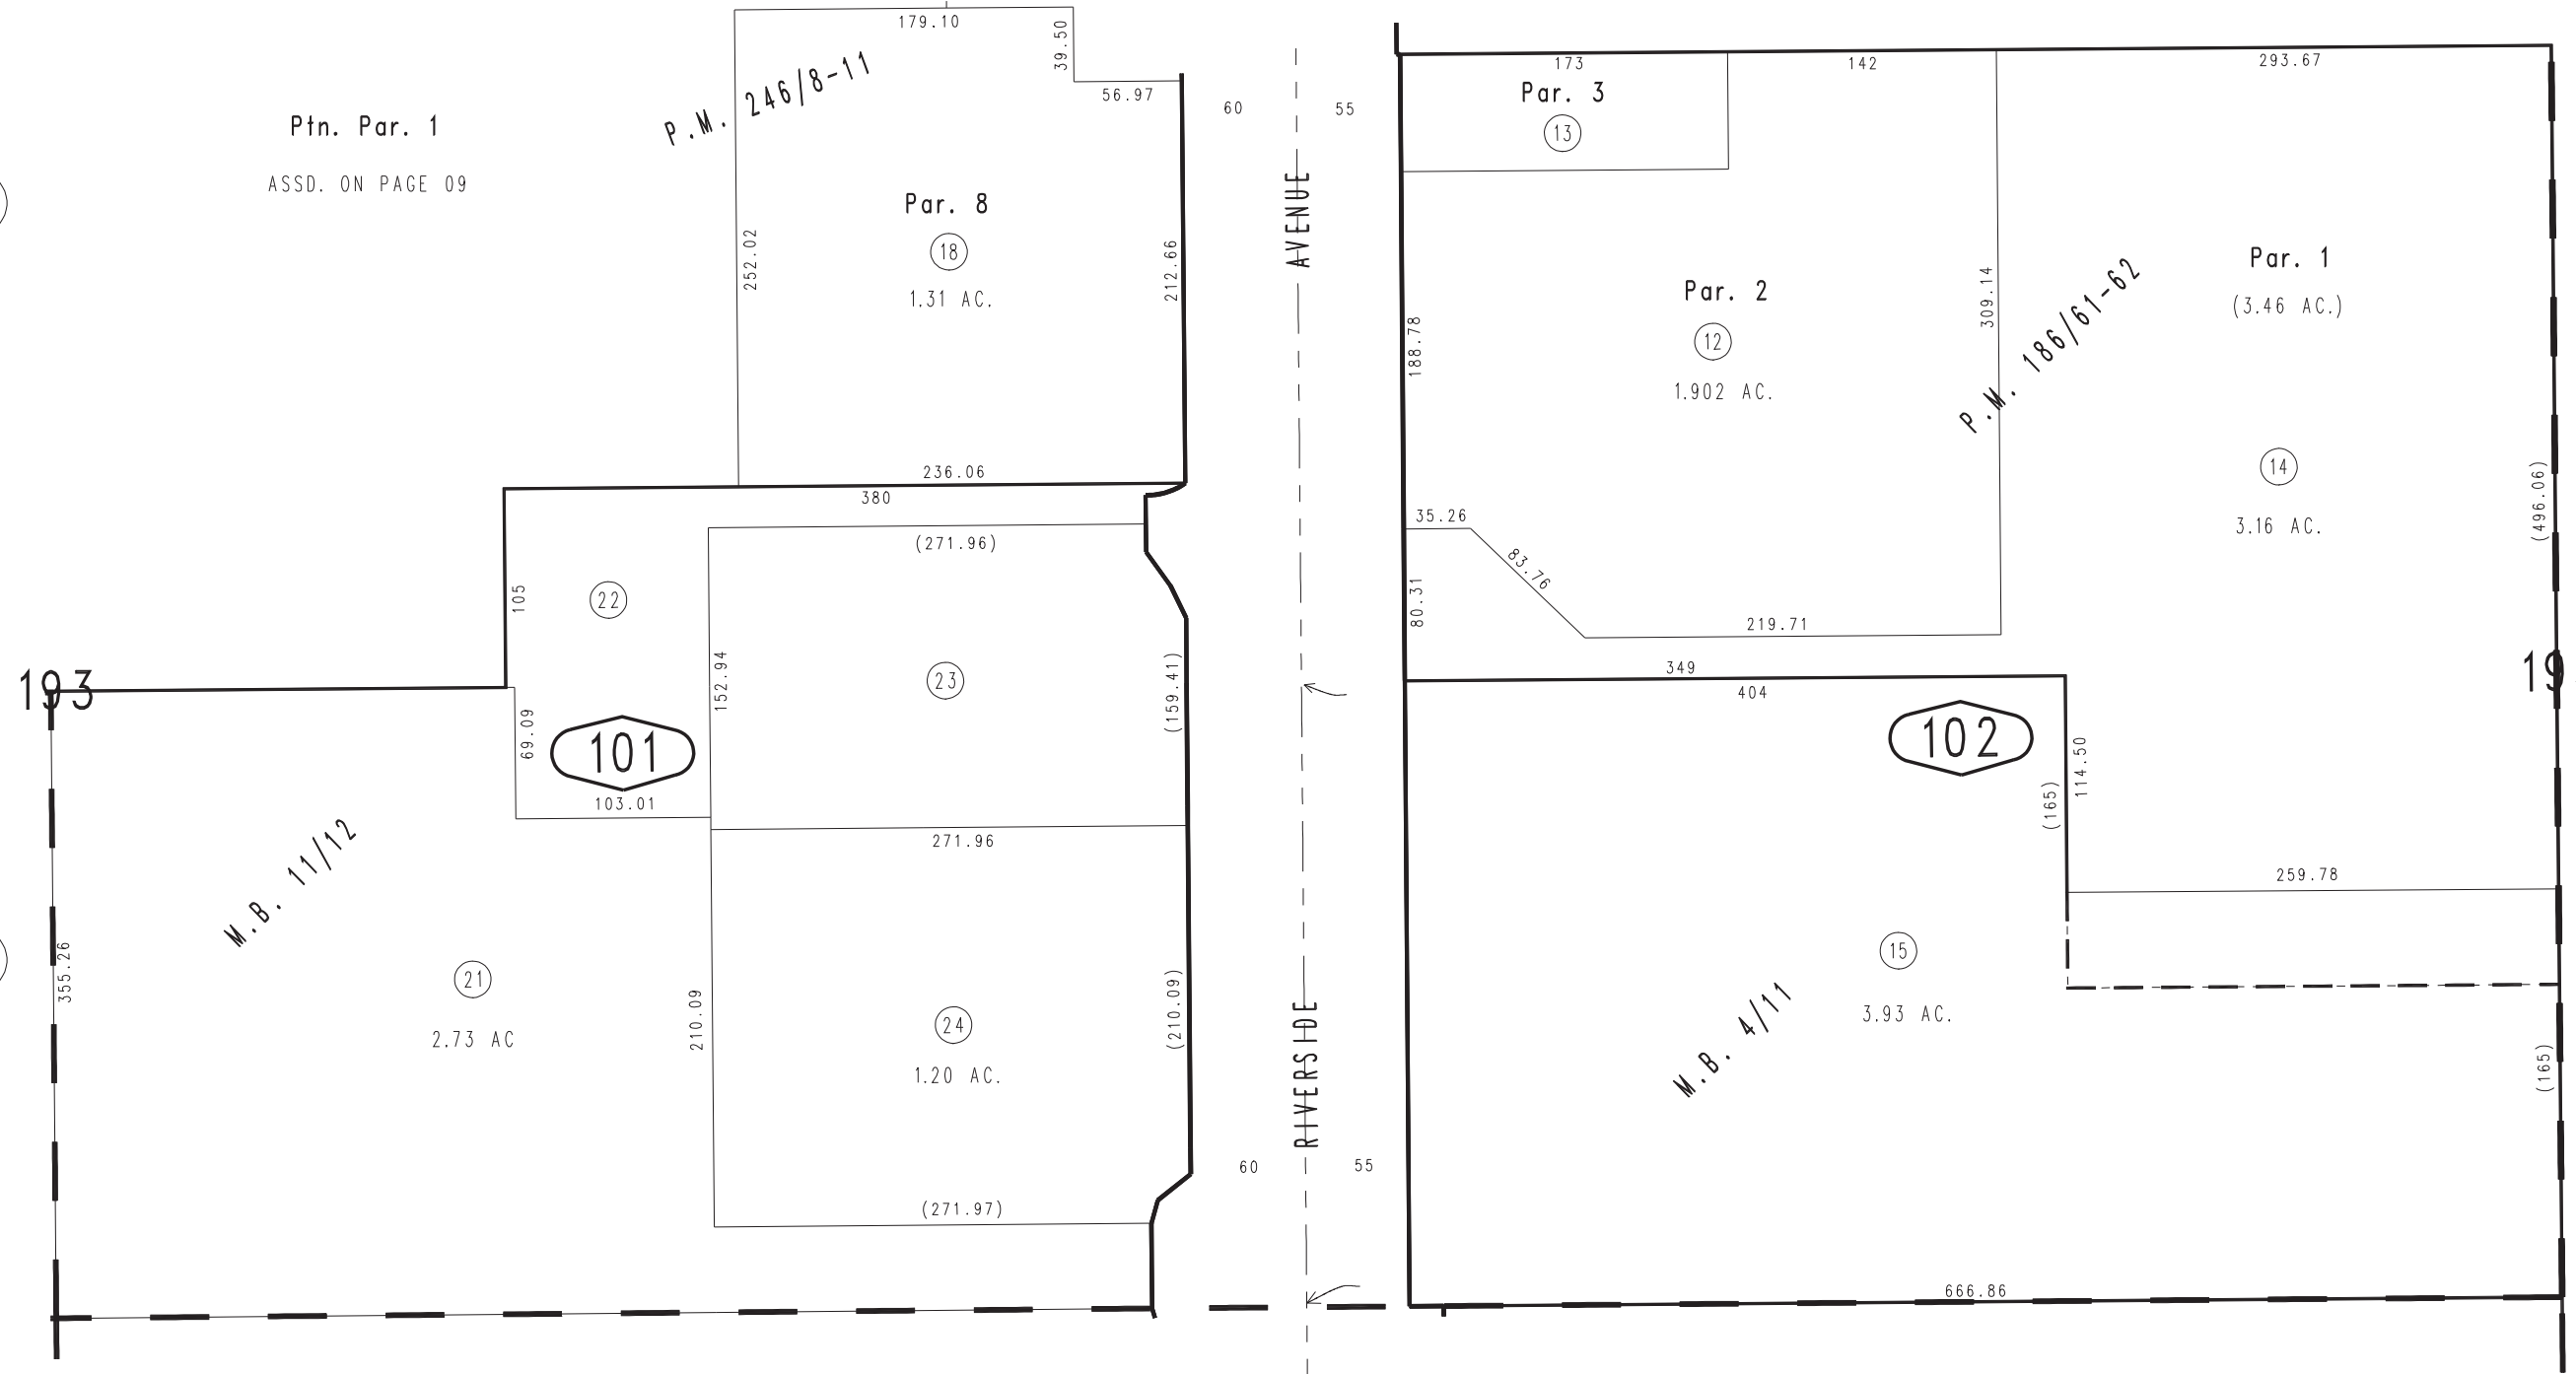 179.10
39.50
56.97
P.M. 246/8-11
Ptn. Par. 1
ASSD. ON PAGE 09
Par. 8
18
1.31 AC.
252.02
212.66
236.06
380
60
55
AVENUE
173
142
293.67
Par. 3
13
Par. 2
12
1.902 AC.
188.78
309.14
P.M. 186/61-62
Par. 1
(3.46 AC.)
14
3.16 AC.
(496.06)
35.26
83.76
80.31
219.71
349
404
105
22
(271.96)
23
152.94
(159.41)
193
19
69.09
101
103.01
271.96
102
114.50
(165)
259.78
M.B. 11/12
355.26
21
2.73 AC
210.09
24
1.20 AC.
(210.09)
(271.97)
RIVERSIDE
60
55
15
3.93 AC.
M.B. 4/11
(165)
666.86